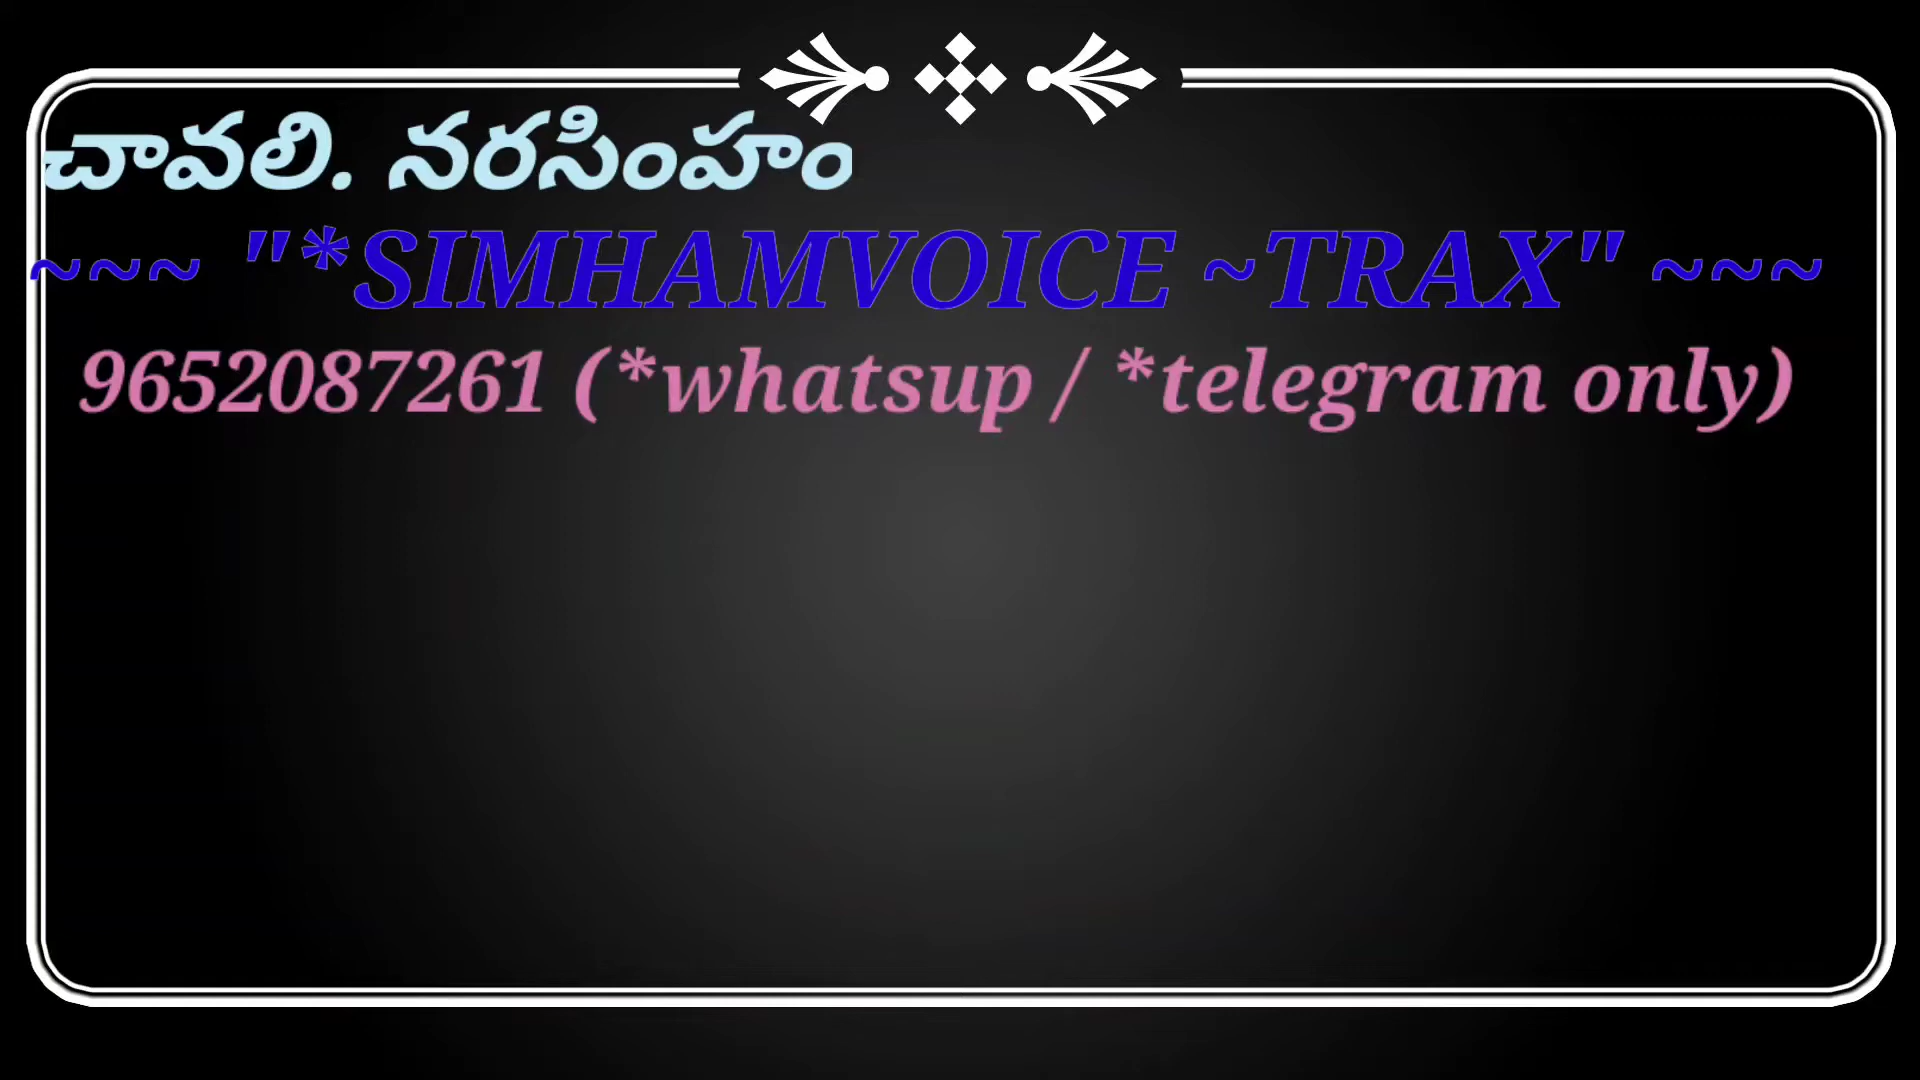 చావలి. నరసింహం
~~~ "*SIMHAMVOICE ~TRAX" ~~~
9652087261 (*whatsup / *telegram only)